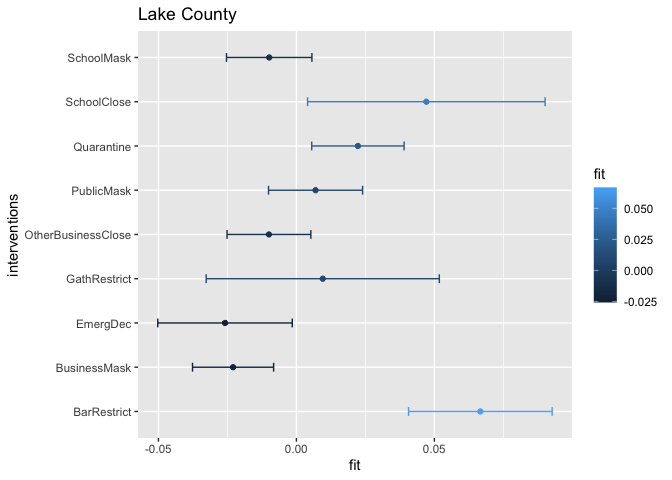 Lake County
interventions
SchoolMask
SchoolClose
Quarantine
PublicMask
OtherBusinessClose
GathRestrict
EmergDec
BusinessMask
BarRestrict
-0.05
0.00
0.05
fit
fit
0.050
0.025
0.000
-0.025